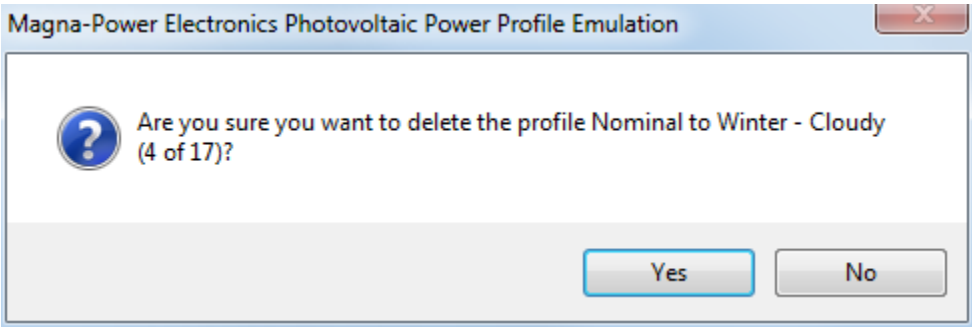 Magna-Power Electronics Photovoltaic Power Profile Emulation
Are you sure you want to delete the profile Nominal to Winter - Cloudy
(4 of 17)?
Yes No